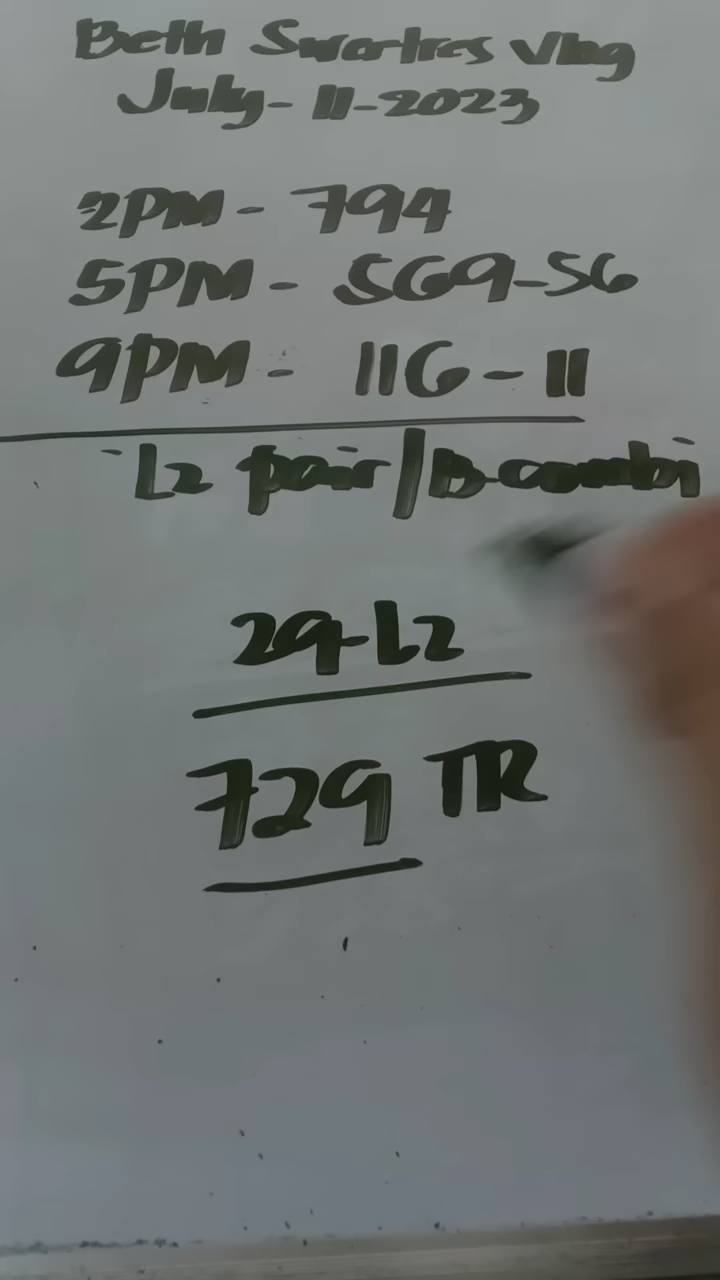 Beth Swertres Vlog
July-11-2023
2PM - 794
5PM - 569-56
9PM - 116 - 11
L2 pair/B-combi
29-L2
729 TR